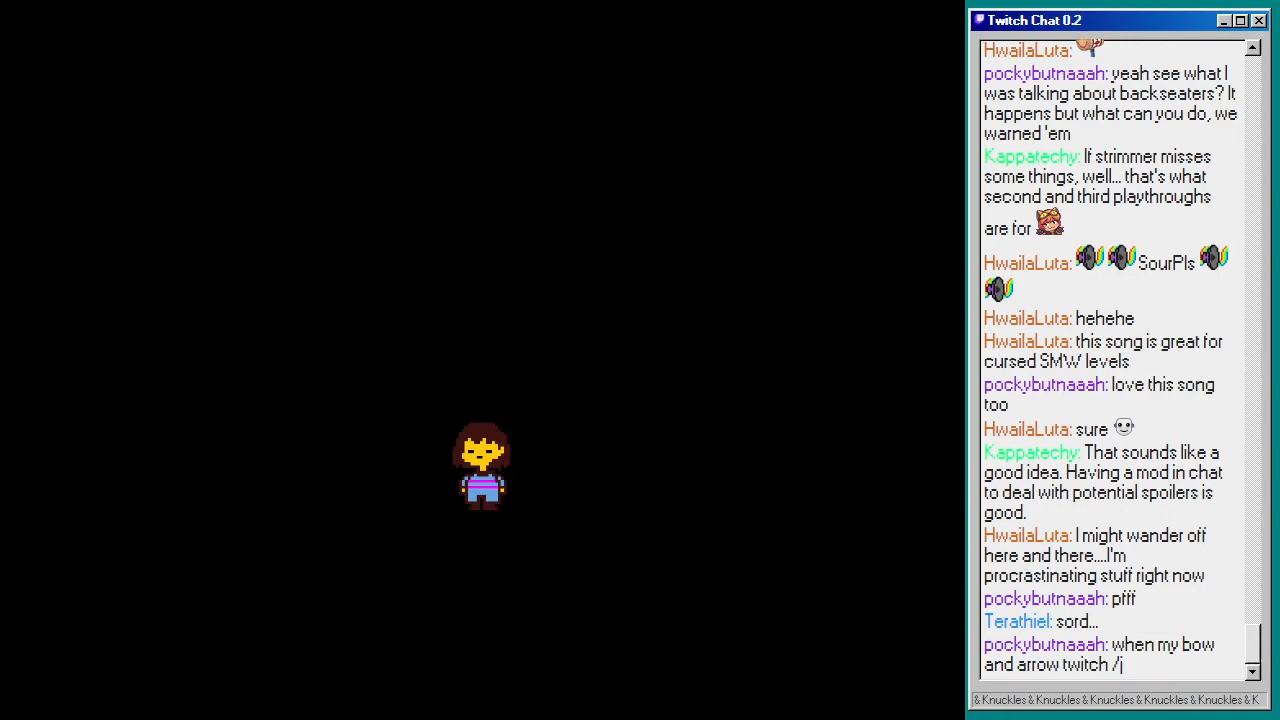 Twitch Chat 0.2
HwailaLuta:
pockybutnaaah: yeah see what I
was talking about backseaters? It
happens but what can you do, we
warned 'em
Kappatechy: If strimmer misses
some things, well... that's what
second and third playthroughs
are for
HwailaLuta: SourPls
HwailaLuta: hehehe
HwailaLuta: this song is great for
cursed SMW levels
pockybutnaaah: love this song
too
HwailaLuta: sure
Kappatechy: That sounds like a
good idea. Having a mod in chat
to deal with potential spoilers is
good.
HwailaLuta: I might wander off
here and there....I'm
procrastinating stuff right now
pockybutnaaah: pfff
Terathiel: sord...
pockybutnaaah: when my bow
and arrow twitch /j
& Knuckles & Knuckles & Knuckles & Knuckles & Knuckles & K